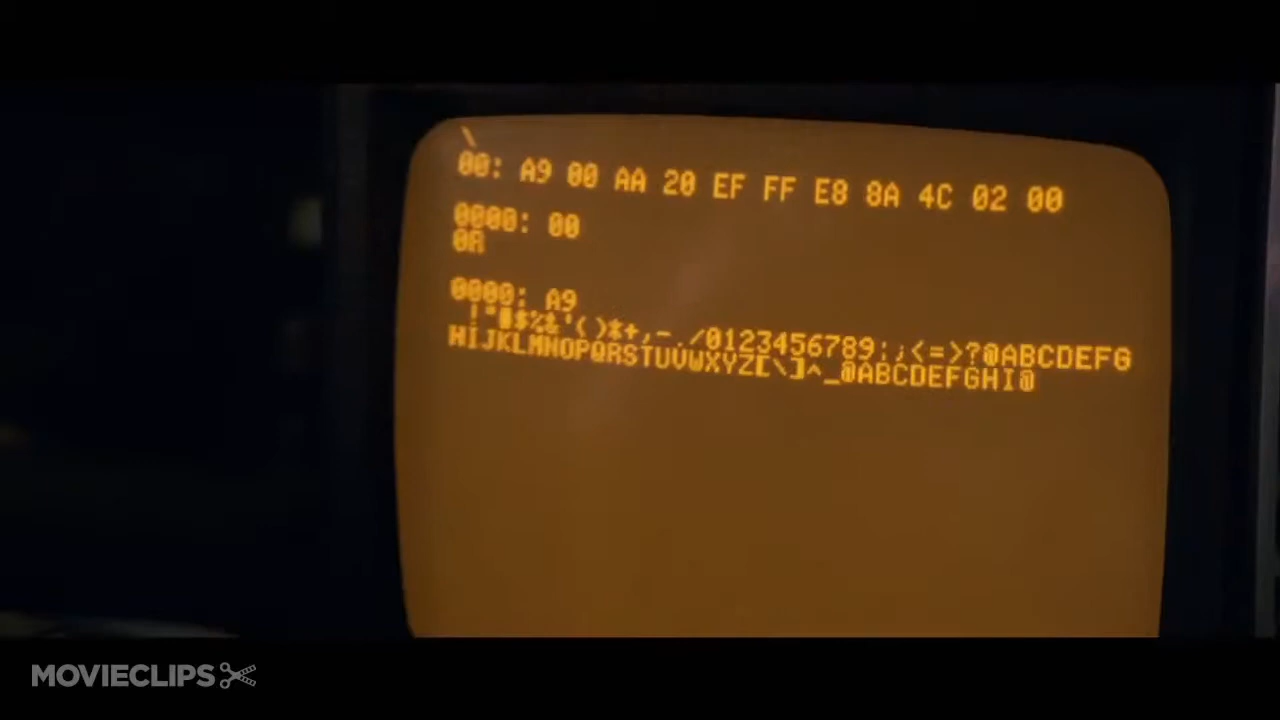 \
00: A9 00 AA 20 EF FF E8 8A 4C 02 00
0000: 00
0R
0000: A9
!"#$%&'()*+,-./0123456789:;<=>?@ABCDEFG
HIJKLMNOPQRSTUVWXYZ[\]^_@ABCDEFGHI@
MOVIECLIPS